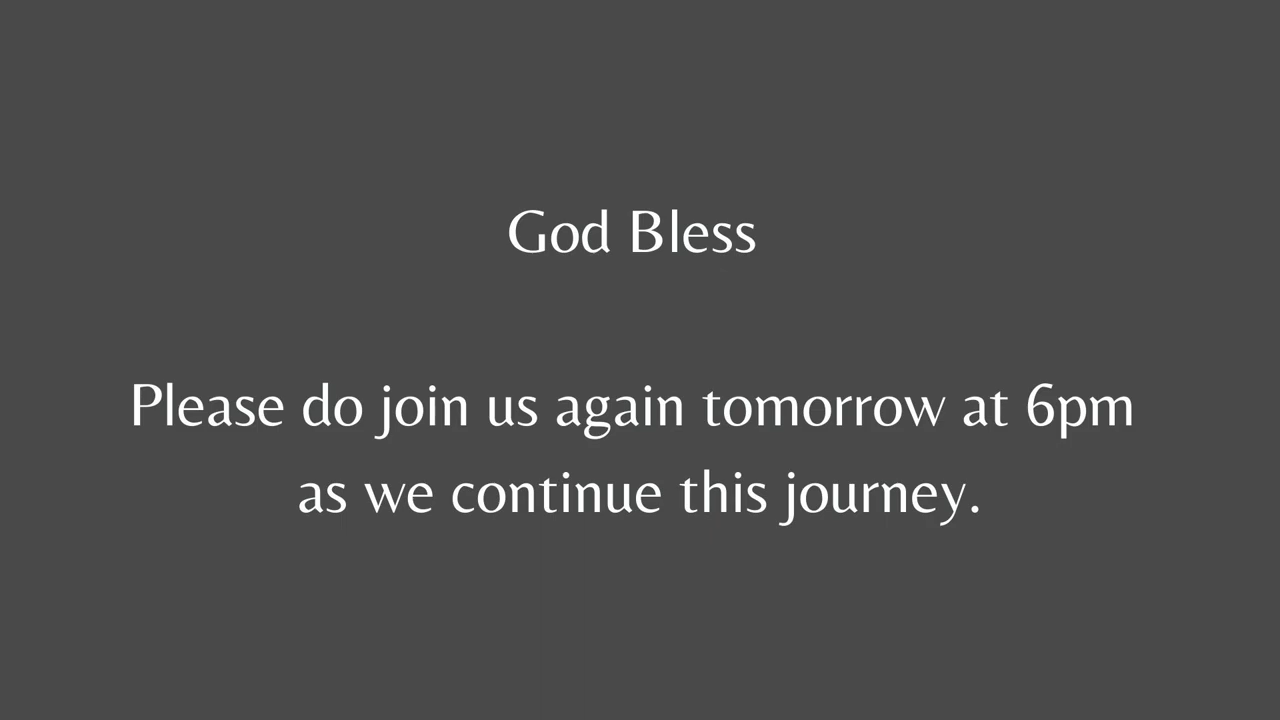 God Bless
Please do join us again tomorrow at 6pm
as we continue this journey.